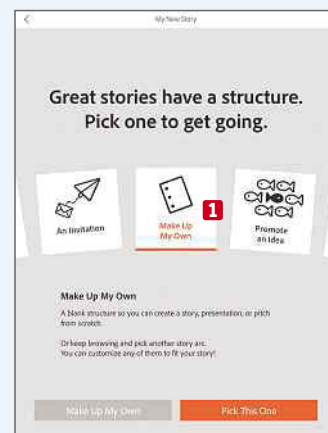 My New Story
Great stories have a structure.
Pick one to get going.
An Invitation
Make Up
My Own
1
Promote
an Idea
Make Up My Own
A blank structure so you can create a story, presentation, or pitch
from scratch.
Or keep browsing and pick another story arc.
You can customize any of them to fit your story!
Make Up My Own
Pick This One